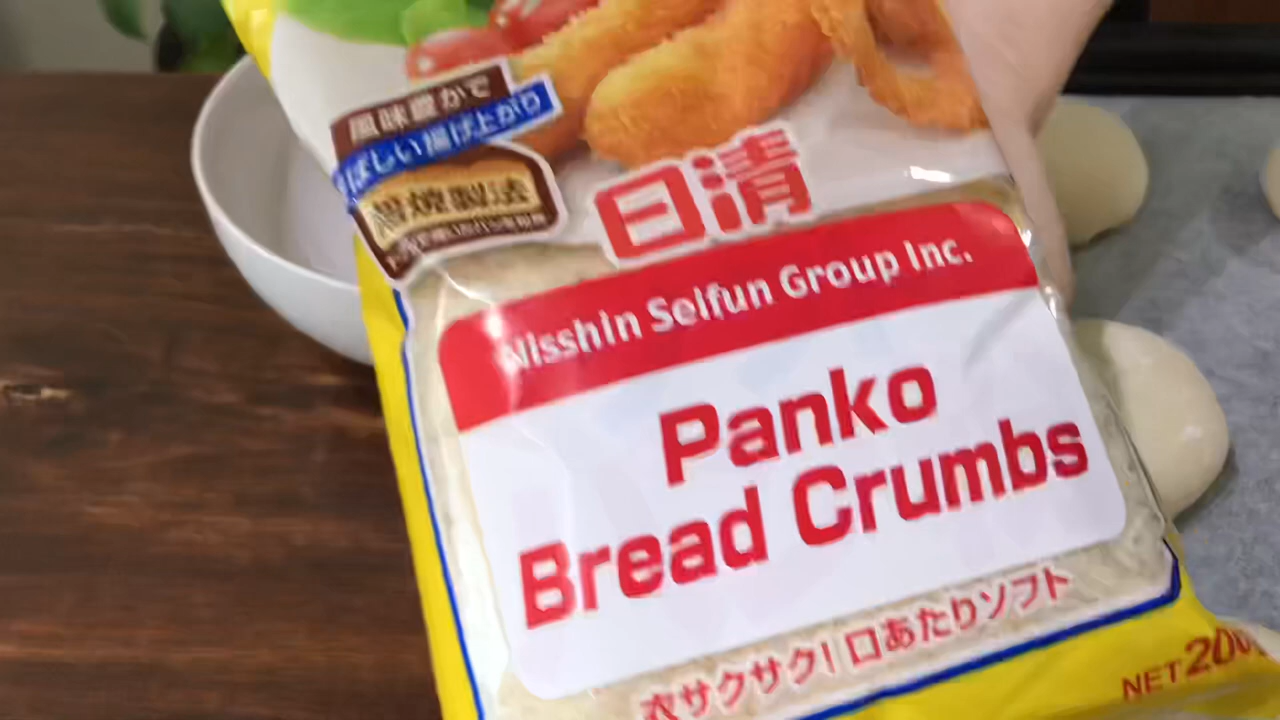 風味豊かで
ばしい揚げ上がり
焙焼製法
日清
Nisshin Seifun Group Inc.
Panko
Bread Crumbs
衣サクサク! 口あたりソフト
NET 200